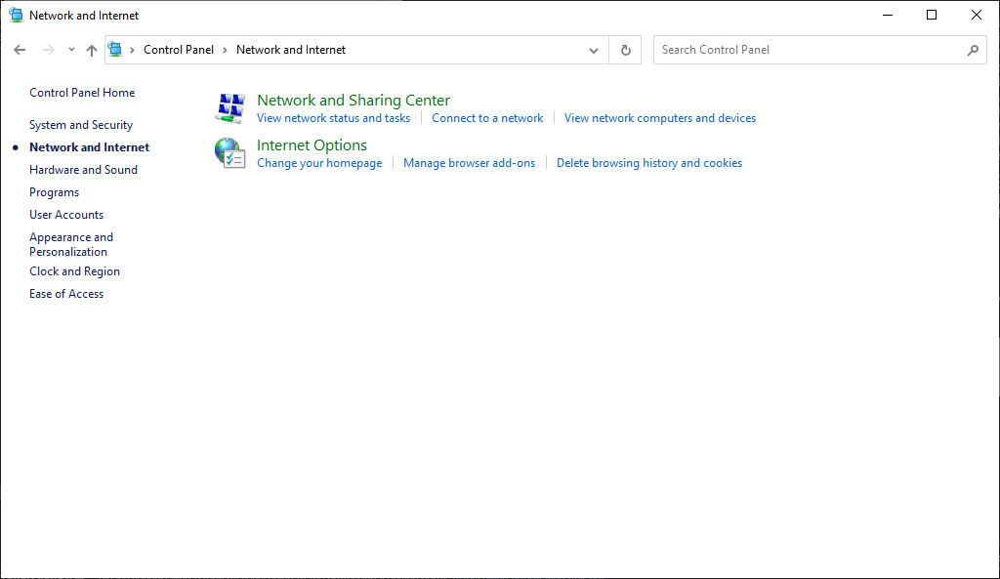 Network and Internet
Control Panel Network and Internet
Search Control Panel
Control Panel Home
System and Security
Network and Internet
Hardware and Sound
Programs
User Accounts
Appearance and
Personalization
Clock and Region
Ease of Access
Network and Sharing Center
View network status and tasks Connect to a network View network computers and devices
Internet Options
Change your homepage Manage browser add-ons Delete browsing history and cookies